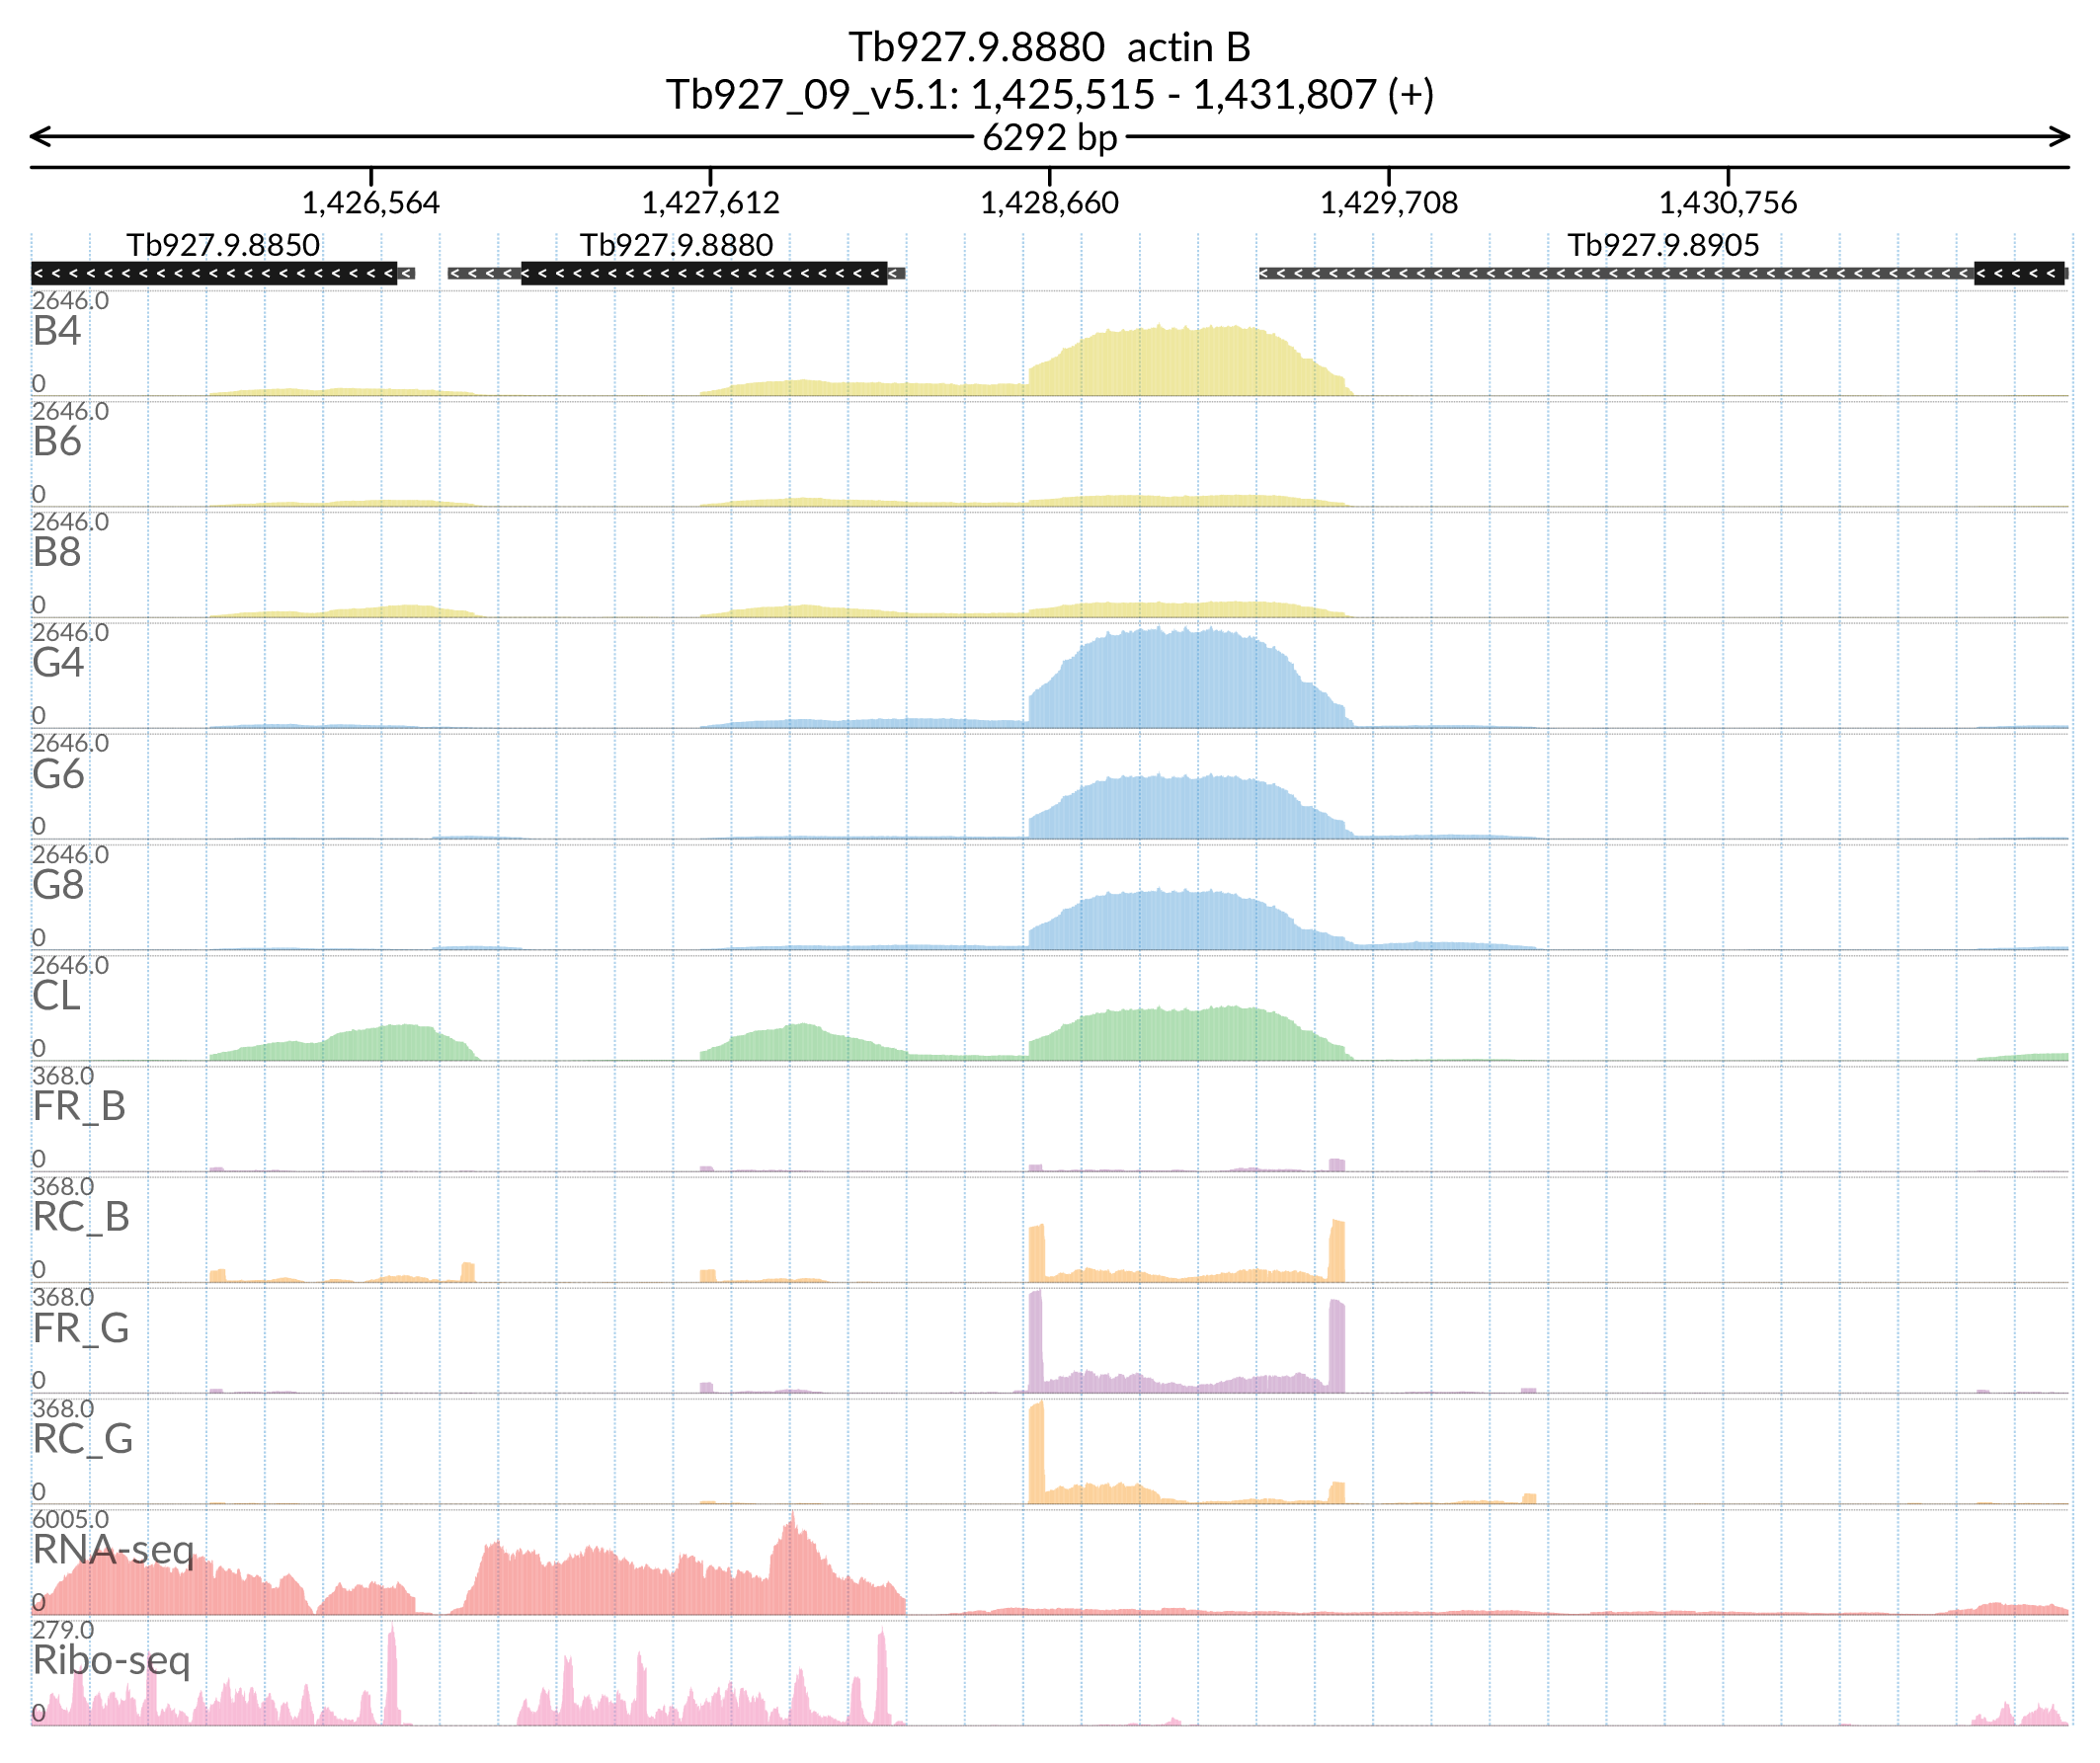 Tb927.9.8880 actin B
Tb927_09_v5.1: 1,425,515 - 1,431,807 (+)
6292 bp
1,426,564 1,427,612 1,428,660 1,429,708 1,430,756
Tb927.9.8850 Tb927.9.8880 Tb927.9.8905
2646.0
B4
0
2646.0
B6
0
2646.0
B8
0
2646.0
G4
0
2646.0
G6
0
2646.0
G8
0
2646.0
CL
0
368.0
FR_B
0
368.0
RC_B
0
368.0
FR_G
0
368.0
RC_G
0
6005.0
RNA-seq
0
279.0
Ribo-seq
0